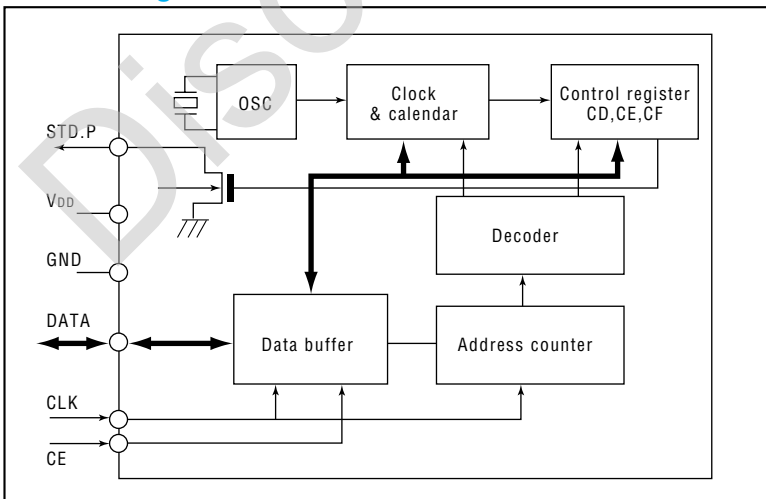 OSC
Clock
& calendar
Control register
CD,CE,CF
STD.P
VDD
GND
Decoder
DATA
Data buffer
Address counter
CLK
CE